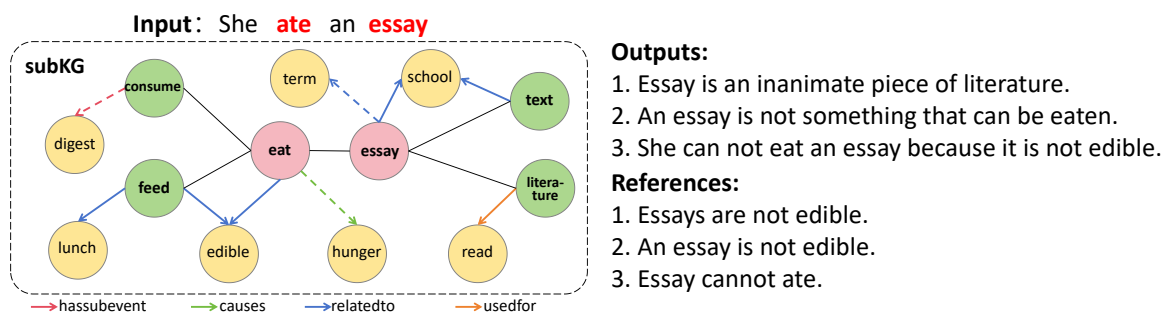 Input: She ate an essay
subKG
consume
term
school
text
digest
eat
essay
feed
litera-
ture
lunch
edible
hunger
read
hassubevent
causes
relatedto
usedfor
Outputs:
1. Essay is an inanimate piece of literature.
2. An essay is not something that can be eaten.
3. She can not eat an essay because it is not edible.
References:
1. Essays are not edible.
2. An essay is not edible.
3. Essay cannot ate.